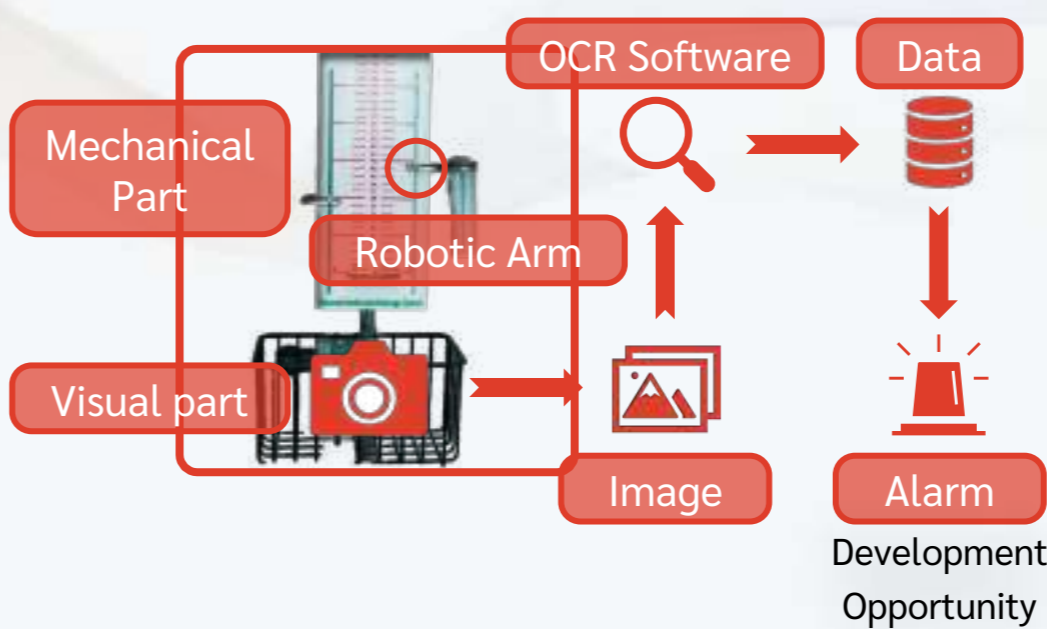 OCR Software
Data
Mechanical
Part
Robotic Arm
Visual part
Image
Alarm
Development
Opportunity